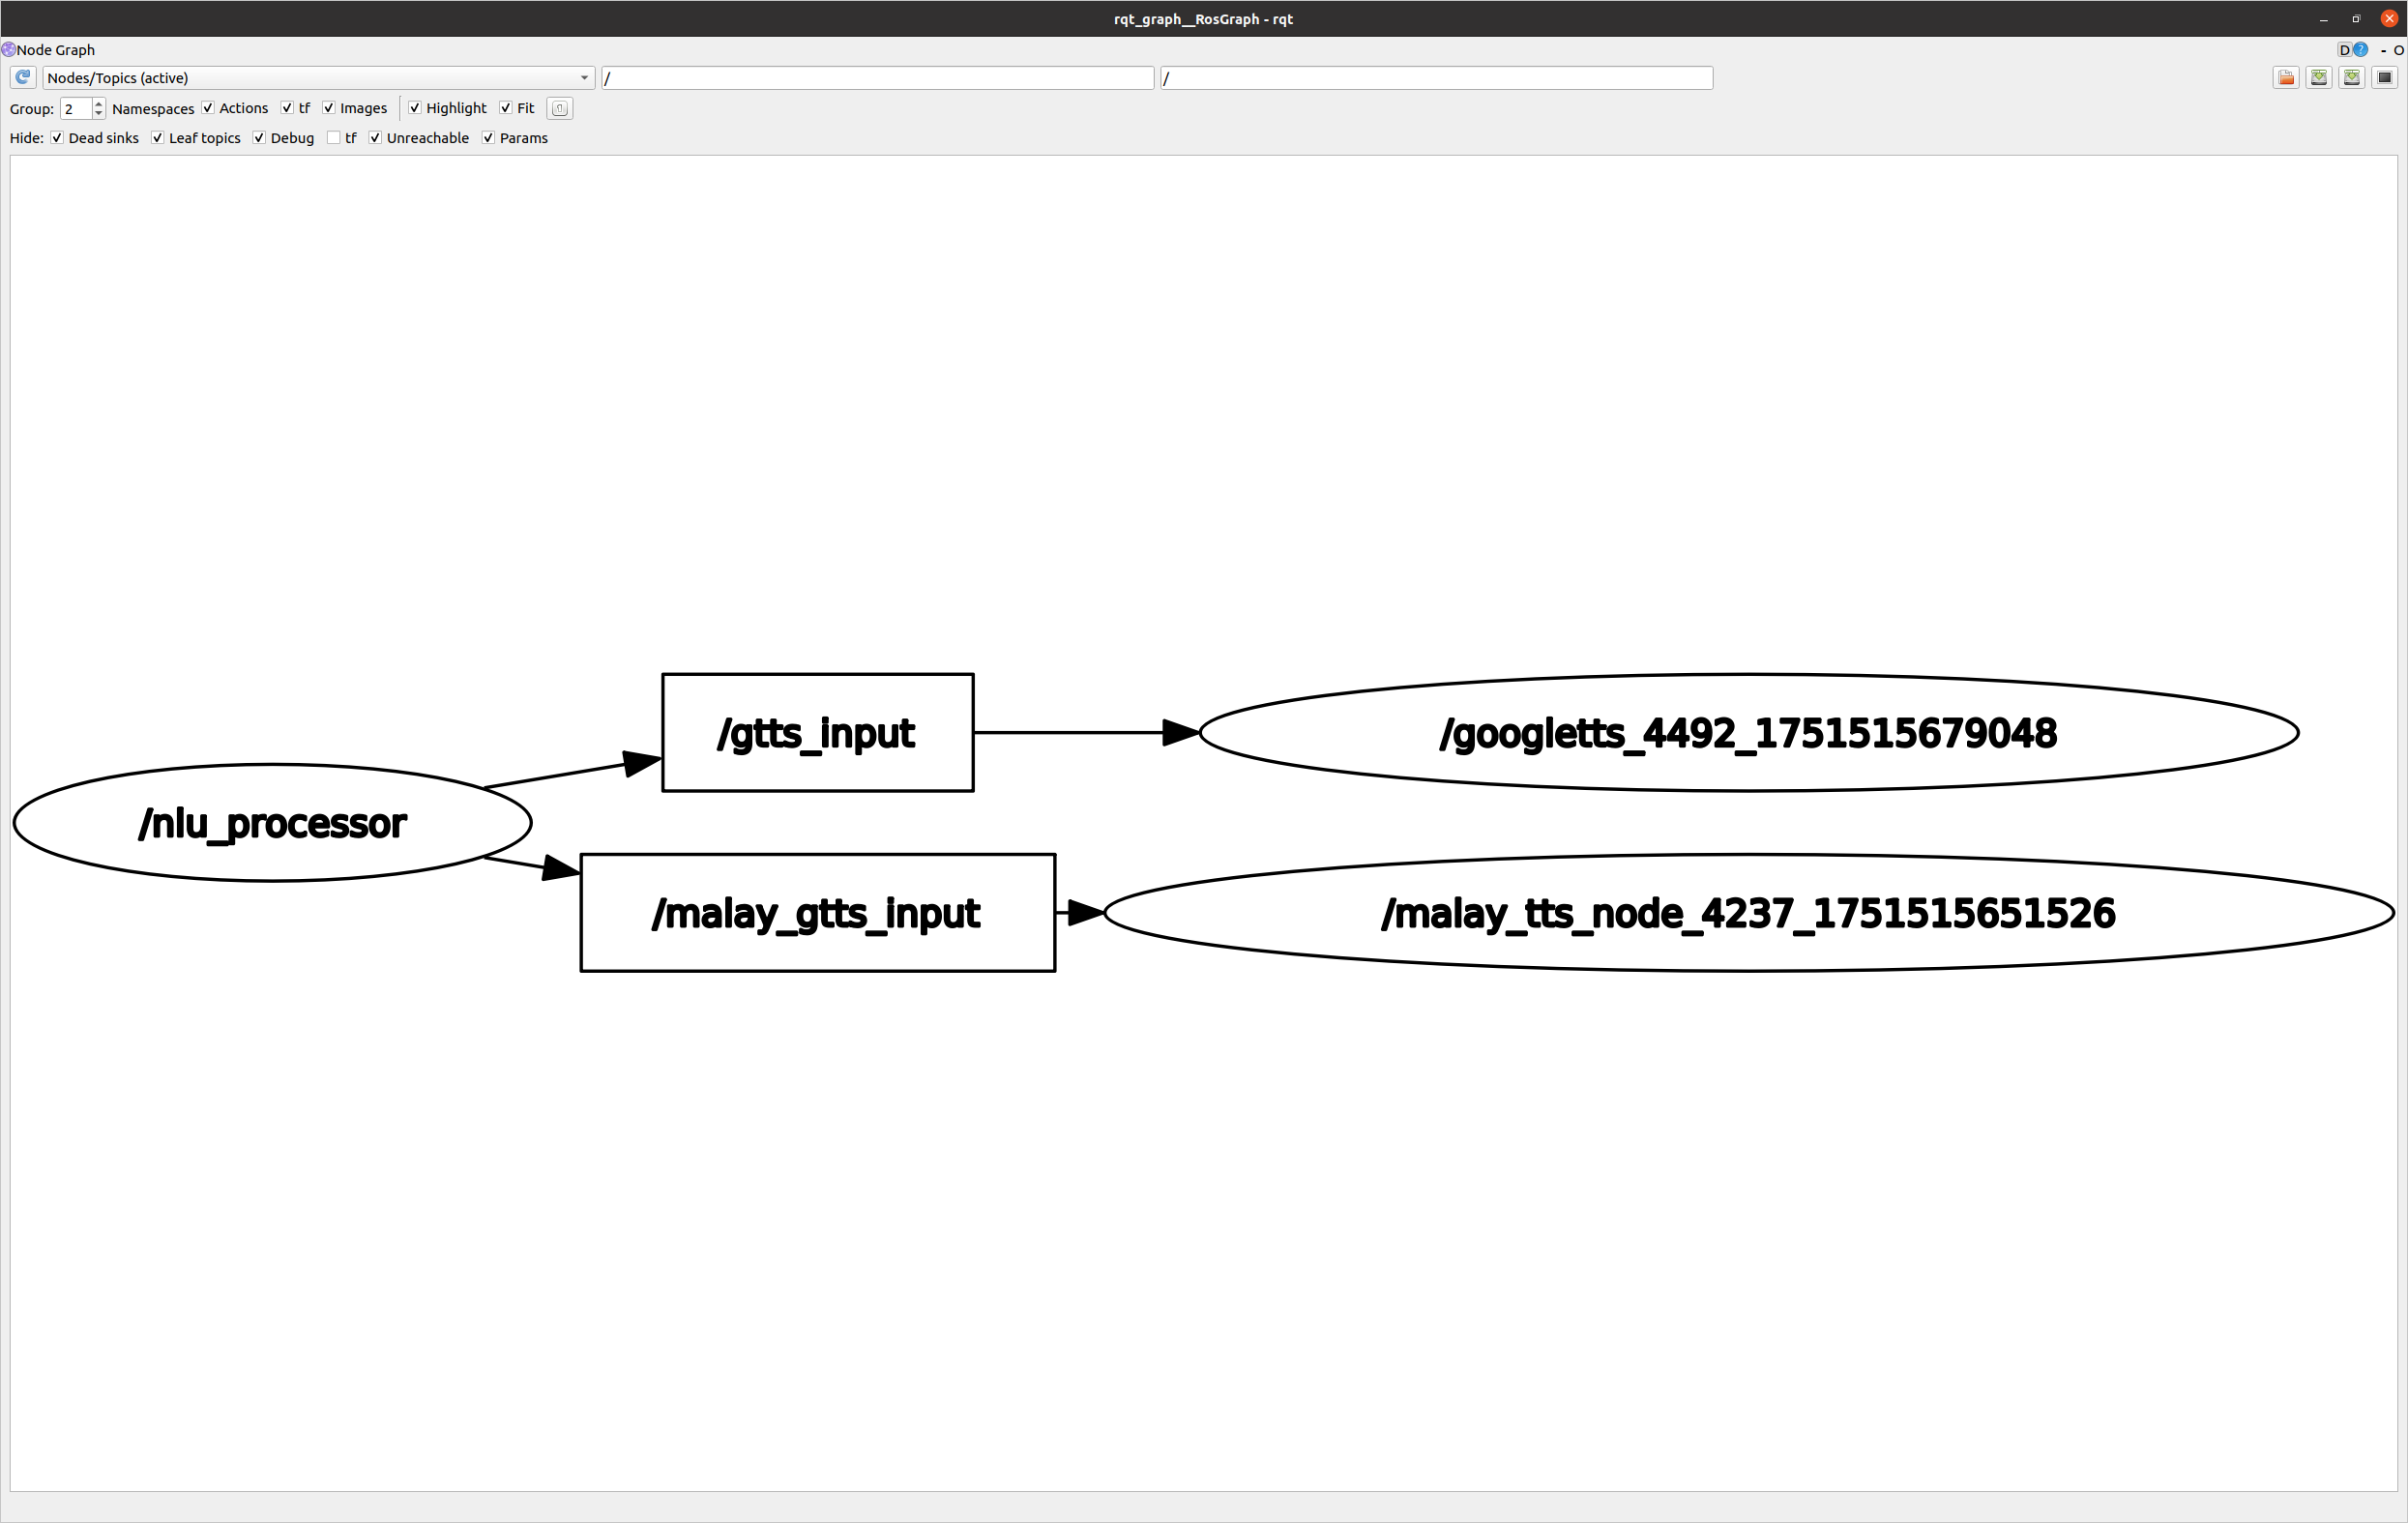 rqt_graph__RosGraph - rqt
Node Graph
D ? - O
Nodes/Topics (active) / /
Group: 2 Namespaces Actions tf Images Highlight Fit
Hide: Dead sinks Leaf topics Debug tf Unreachable Params
/gtts_input
/googletts_4492_1751515679048
/nlu_processor
/malay_gtts_input
/malay_tts_node_4237_1751515651526